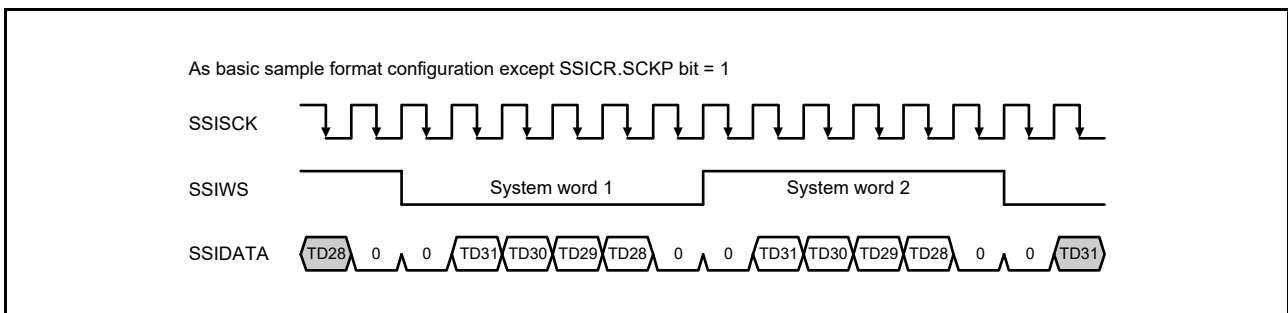 As basic sample format configuration except SSICR.SCKP bit = 1
SSISCK
SSIWS System word 1 System word 2
SSIDATA TD28 0 0 TD31 TD30 TD29 TD28 0 0 TD31 TD30 TD29 TD28 0 0 TD31